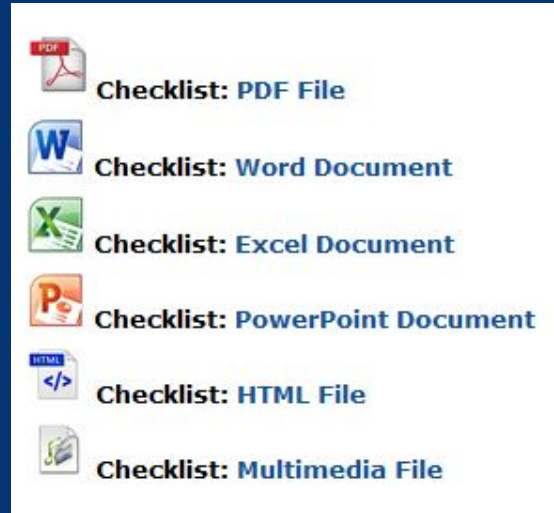 PDF
Checklist: PDF File
W
Checklist: Word Document
X
Checklist: Excel Document
P
Checklist: PowerPoint Document
HTML
</>
Checklist: HTML File
Checklist: Multimedia File